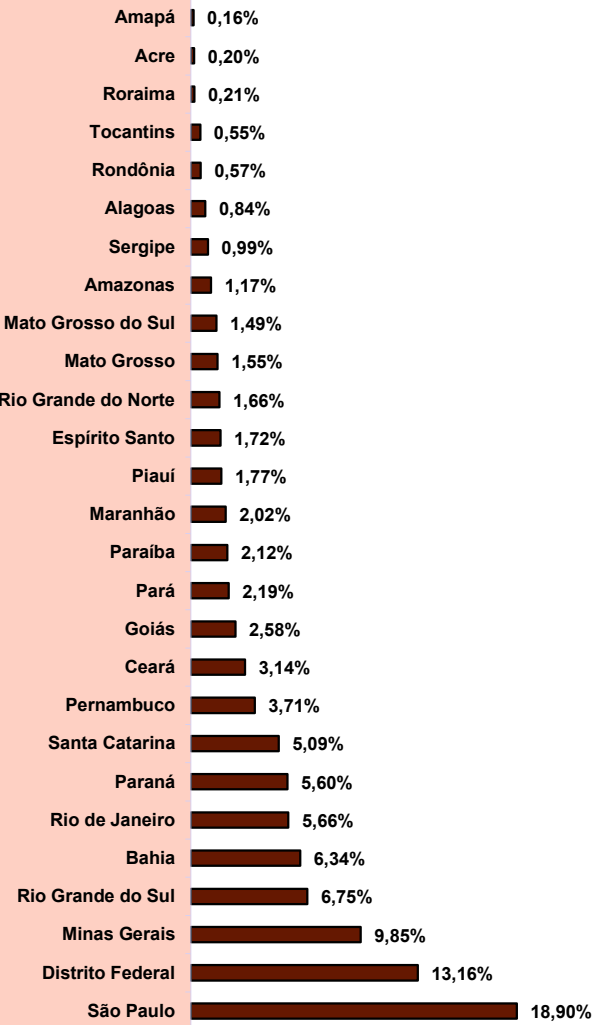 Amapá 0,16%
Acre 0,20%
Roraima 0,21%
Tocantins 0,55%
Rondônia 0,57%
Alagoas 0,84%
Sergipe 0,99%
Amazonas 1,17%
Mato Grosso do Sul 1,49%
Mato Grosso 1,55%
Rio Grande do Norte 1,66%
Espírito Santo 1,72%
Piauí 1,77%
Maranhão 2,02%
Paraíba 2,12%
Pará 2,19%
Goiás 2,58%
Ceará 3,14%
Pernambuco 3,71%
Santa Catarina 5,09%
Paraná 5,60%
Rio de Janeiro 5,66%
Bahia 6,34%
Rio Grande do Sul 6,75%
Minas Gerais 9,85%
Distrito Federal 13,16%
São Paulo 18,90%